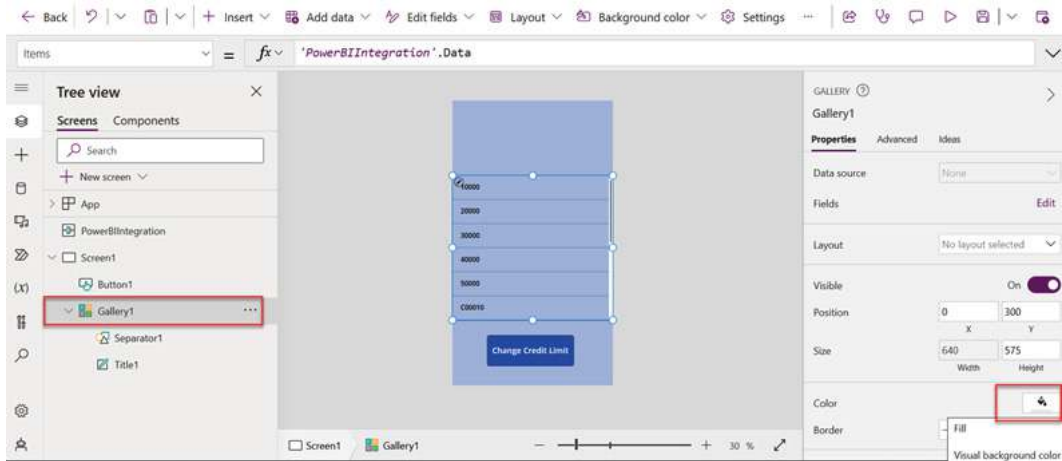 Back Insert Add data Edit fields Layout Background color Settings ...
Items = fx 'PowerBIIntegration'.Data
Tree view
Screens Components
Search
New screen
App
PowerBIIntegration
Screen1
Button1
Gallery1 ...
Separator1
Title1
10000
20000
30000
40000
50000
C00010
Change Credit Limit
Screen1 Gallery1 − + 30 %
GALLERY ?
Gallery1
Properties Advanced Ideas
Data source None
Fields Edit
Layout No layout selected
Visible On
Position 0 300
X Y
Size 640 575
Width Height
Color
Border
Fill
Visual background color